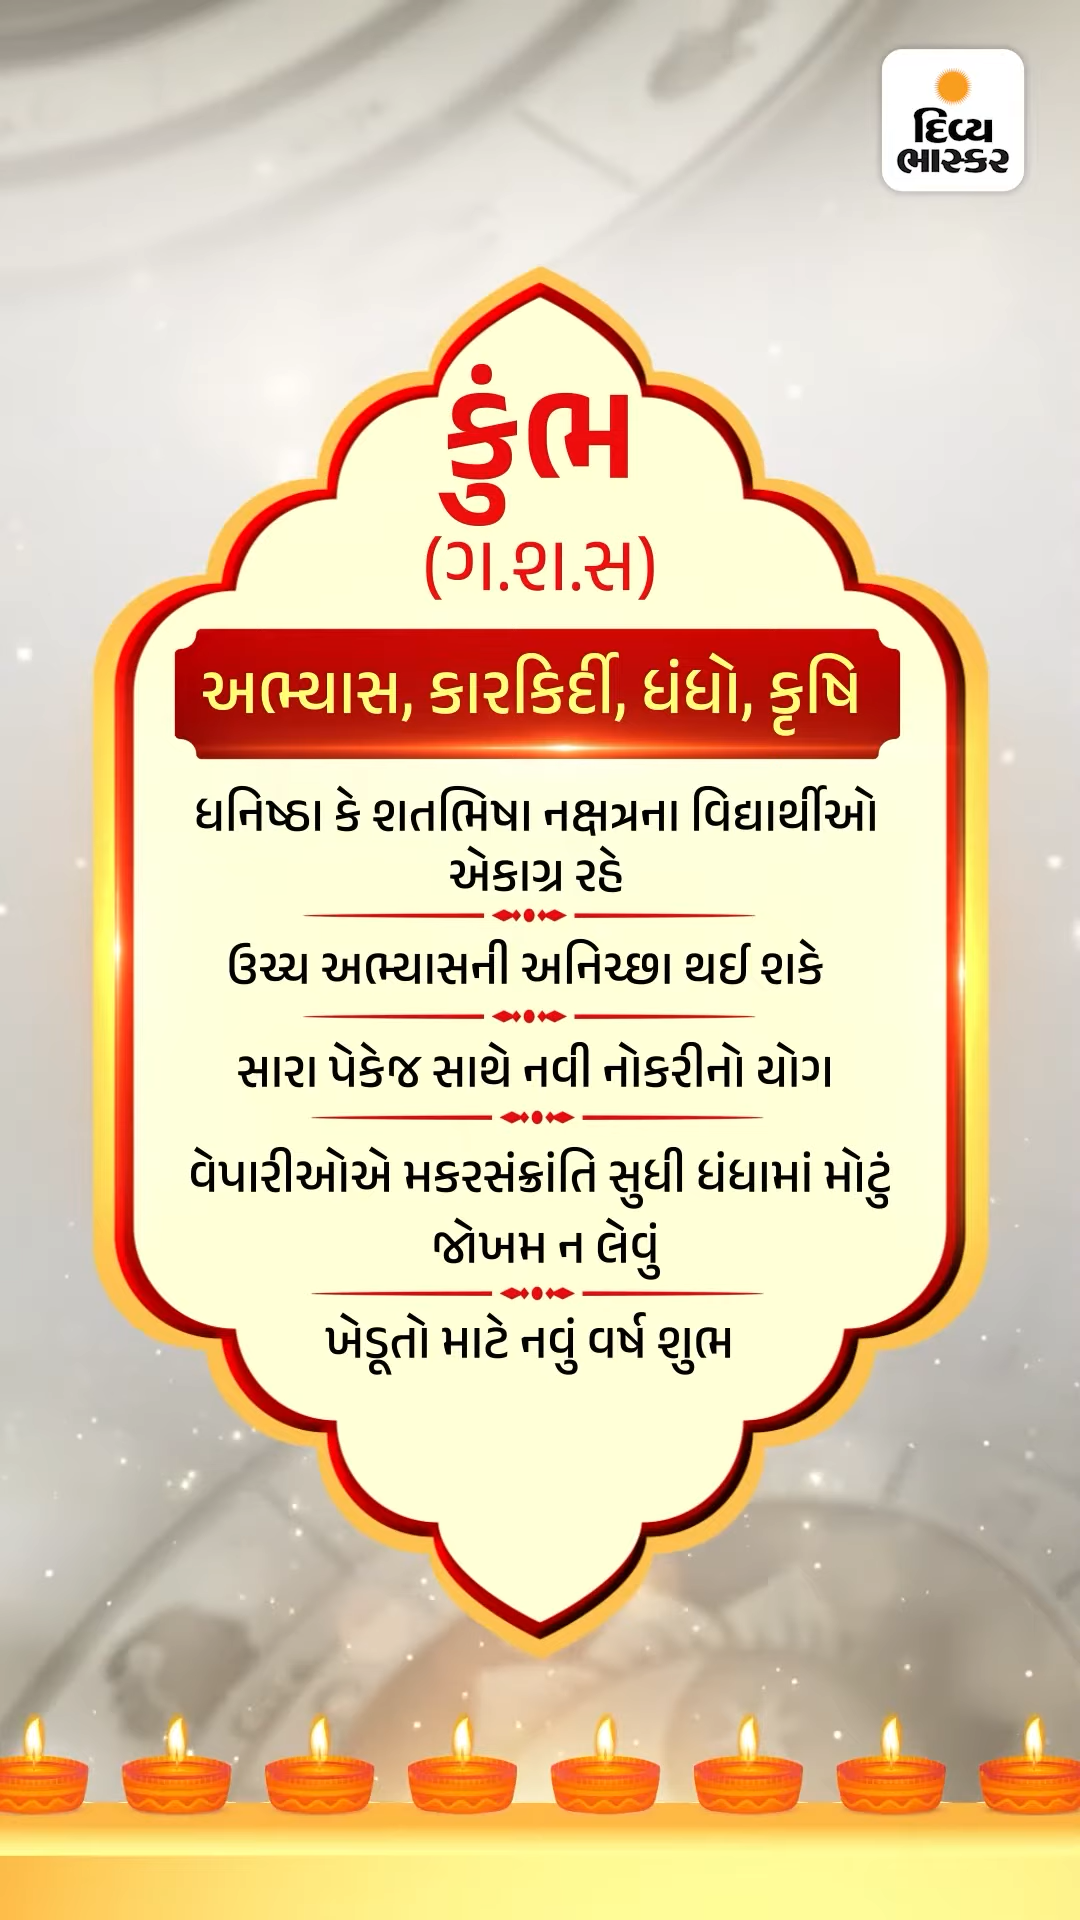 દિવ્ય
ભાસ્કર
કુંભ
(ગ.શ.સ)
અભ્યાસ, કારકિર્દી, ધંધો, કૃષિ
ધનિષ્ઠા કે શતભિષા નક્ષત્રના વિદ્યાર્થીઓ
એકાગ્ર રહે
ઉચ્ચ અભ્યાસની અનિચ્છા થઈ શકે
સારા પેકેજ સાથે નવી નોકરીનો યોગ
વેપારીઓએ મકરસંક્રાંતિ સુધી ધંધામાં મોટું
જોખમ ન લેવું
ખેડૂતો માટે નવું વર્ષ શુભ